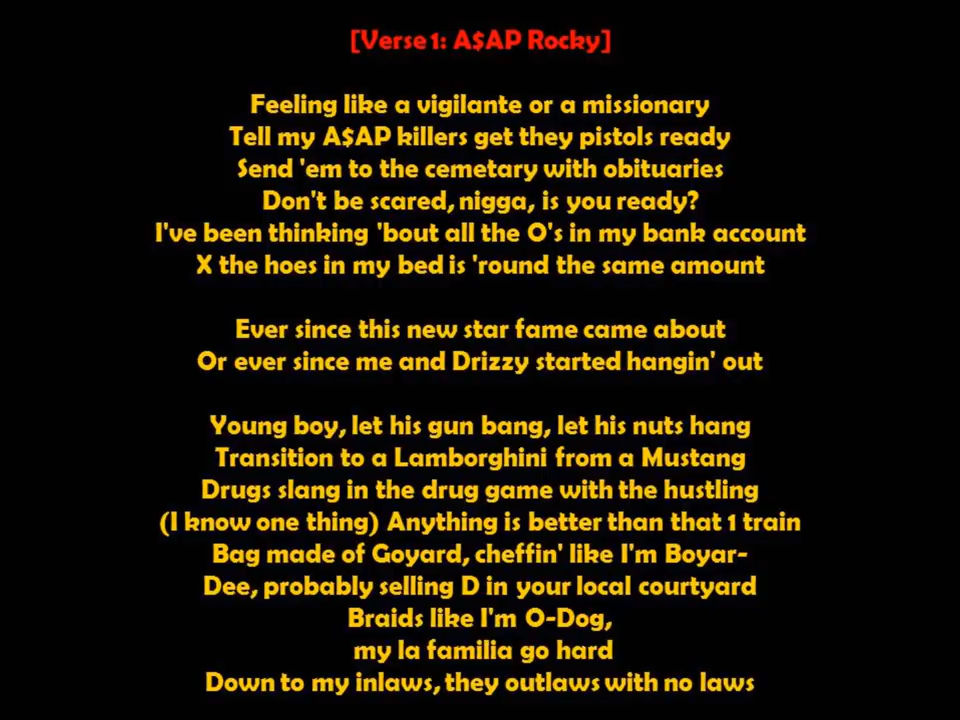 [Verse 1: A$AP Rocky]
Feeling like a vigilante or a missionary
Tell my A$AP killers get they pistols ready
Send 'em to the cemetary with obituaries
Don't be scared, nigga, is you ready?
I've been thinking 'bout all the O's in my bank account
X the hoes in my bed is 'round the same amount
Ever since this new star fame came about
Or ever since me and Drizzy started hangin' out
Young boy, let his gun bang, let his nuts hang
Transition to a Lamborghini from a Mustang
Drugs slang in the drug game with the hustling
(I know one thing) Anything is better than that 1 train
Bag made of Goyard, cheffin' like I'm Boyar-
Dee, probably selling D in your local courtyard
Braids like I'm O-Dog,
my la familia go hard
Down to my inlaws, they outlaws with no laws